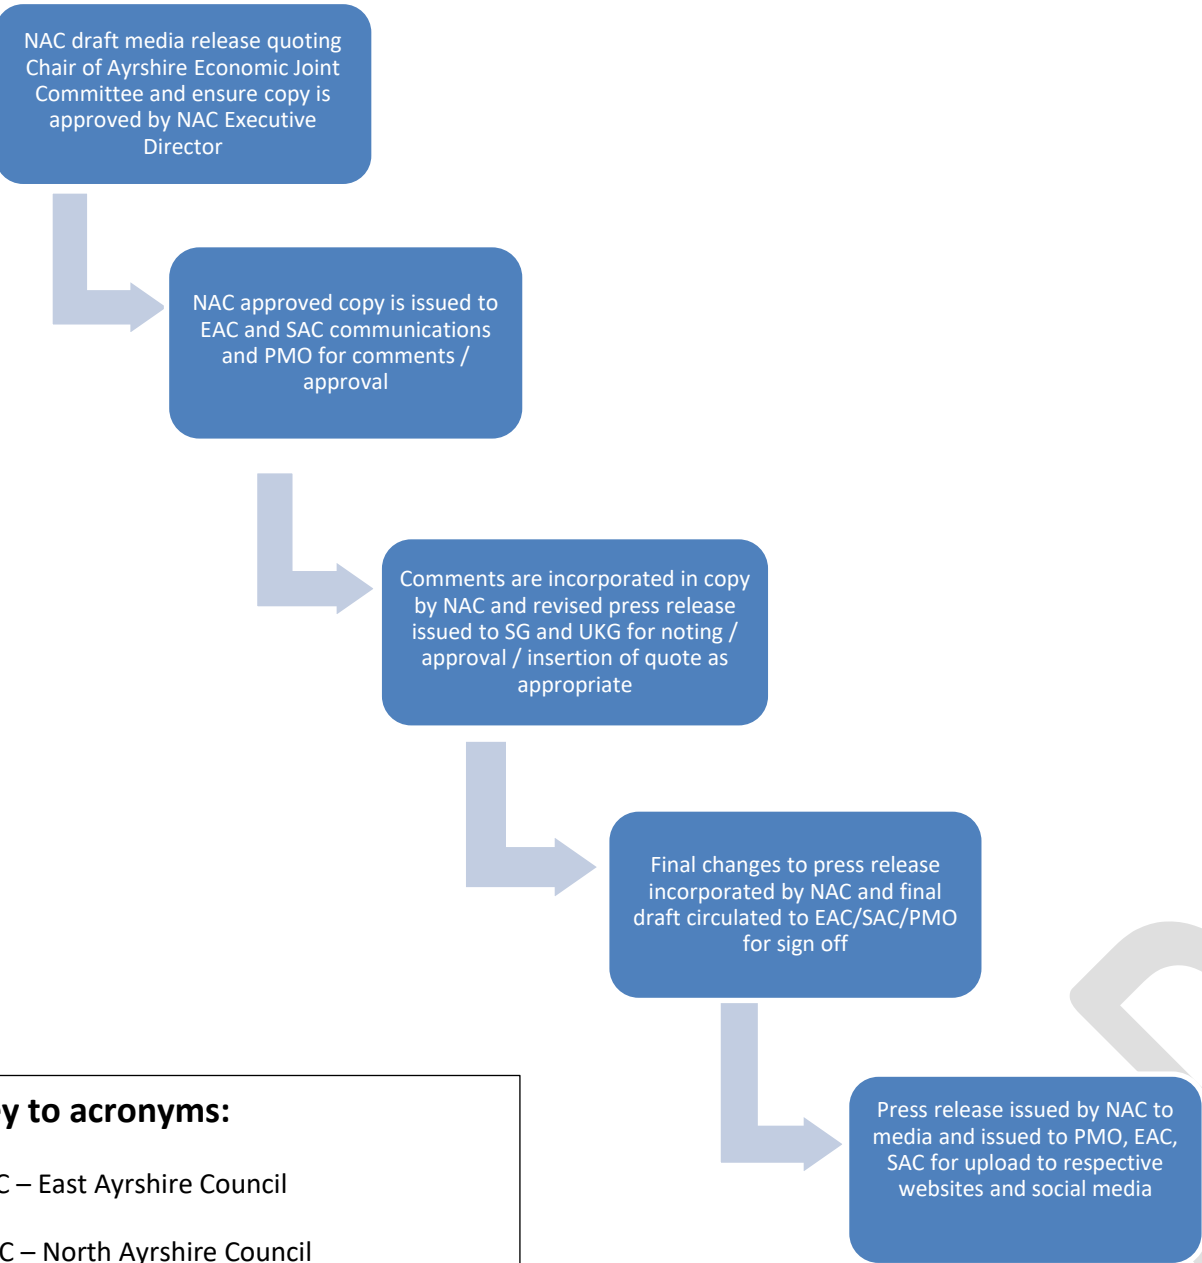 NAC draft media release quoting
Chair of Ayrshire Economic Joint
Committee and ensure copy is
approved by NAC Executive
Director
NAC approved copy is issued to
EAC and SAC communications
and PMO for comments /
approval
Comments are incorporated in copy
by NAC and revised press release
issued to SG and UKG for noting /
approval / insertion of quote as
appropriate
Final changes to press release
incorporated by NAC and final
draft circulated to EAC/SAC/PMO
for sign off
Press release issued by NAC to
media and issued to PMO, EAC,
SAC for upload to respective
websites and social media
to acronyms:
– East Ayrshire Council
– North Ayrshire Council